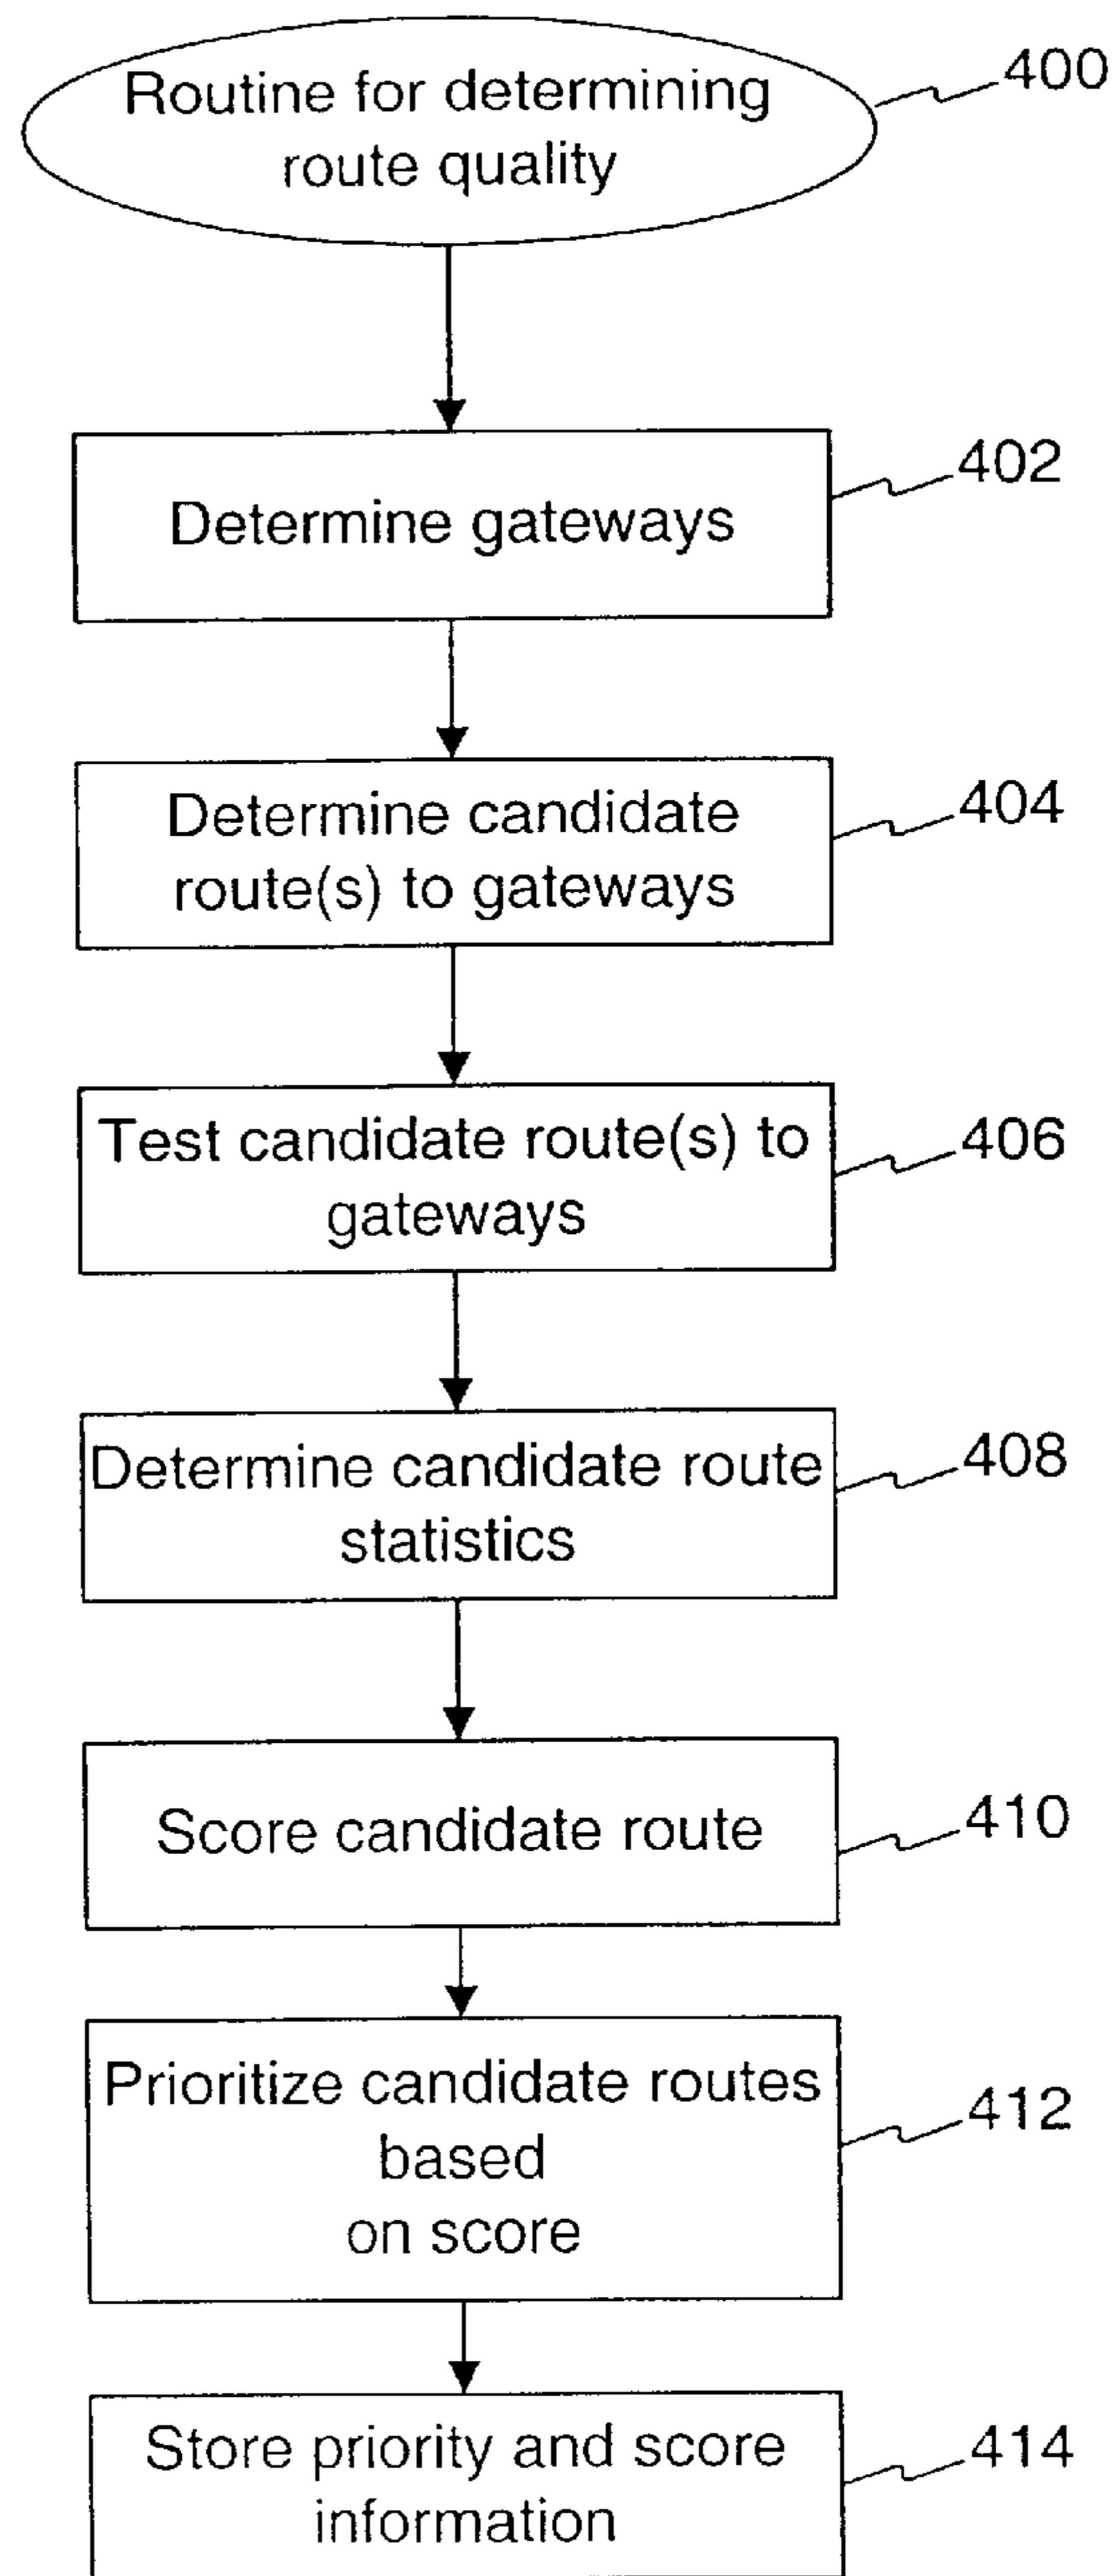 Routine for determining
route quality
400
Determine gateways
402
Determine candidate
route(s) to gateways
404
Test candidate route(s) to
gateways
406
Determine candidate route
statistics
408
Score candidate route
410
Prioritize candidate routes
based
on score
412
Store priority and score
information
414